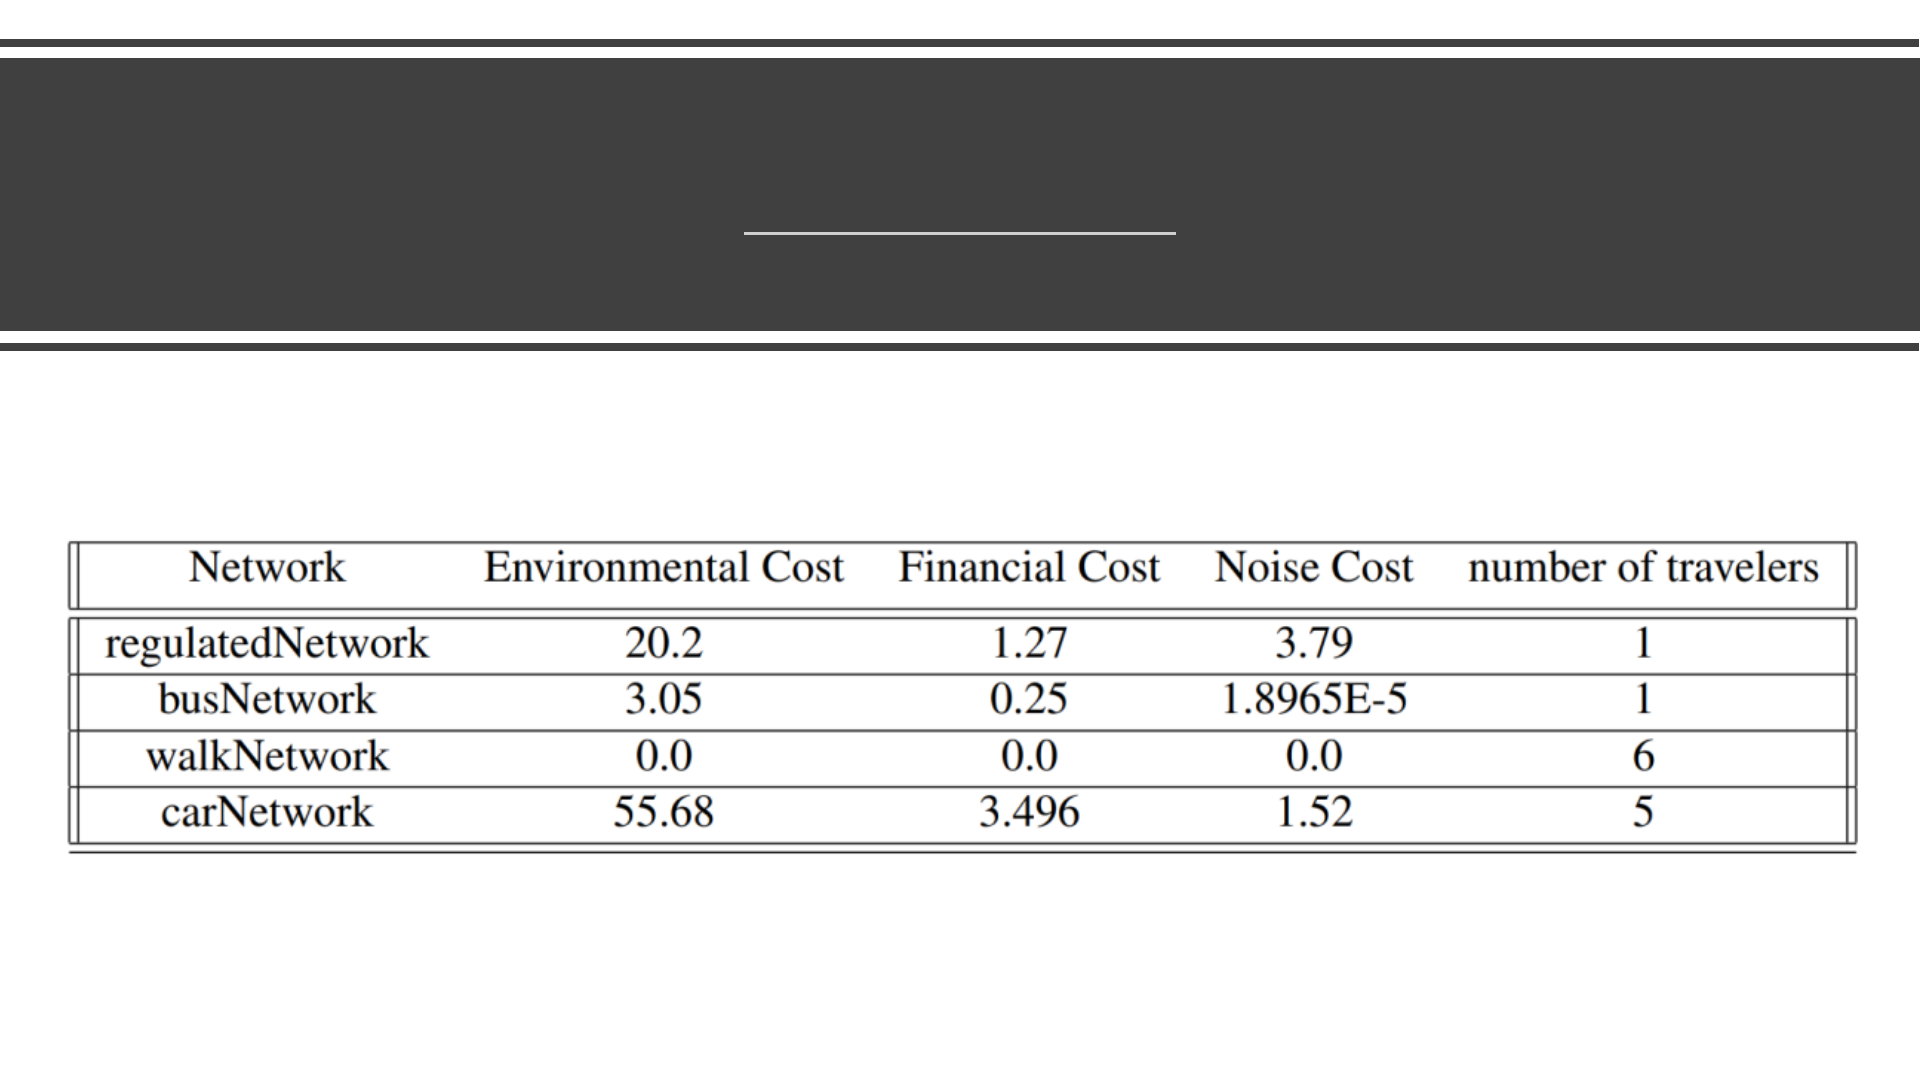 Network Environmental Cost Financial Cost Noise Cost number of travelers
regulatedNetwork 20.2 1.27 3.79 1
busNetwork 3.05 0.25 1.8965E-5 1
walkNetwork 0.0 0.0 0.0 6
carNetwork 55.68 3.496 1.52 5